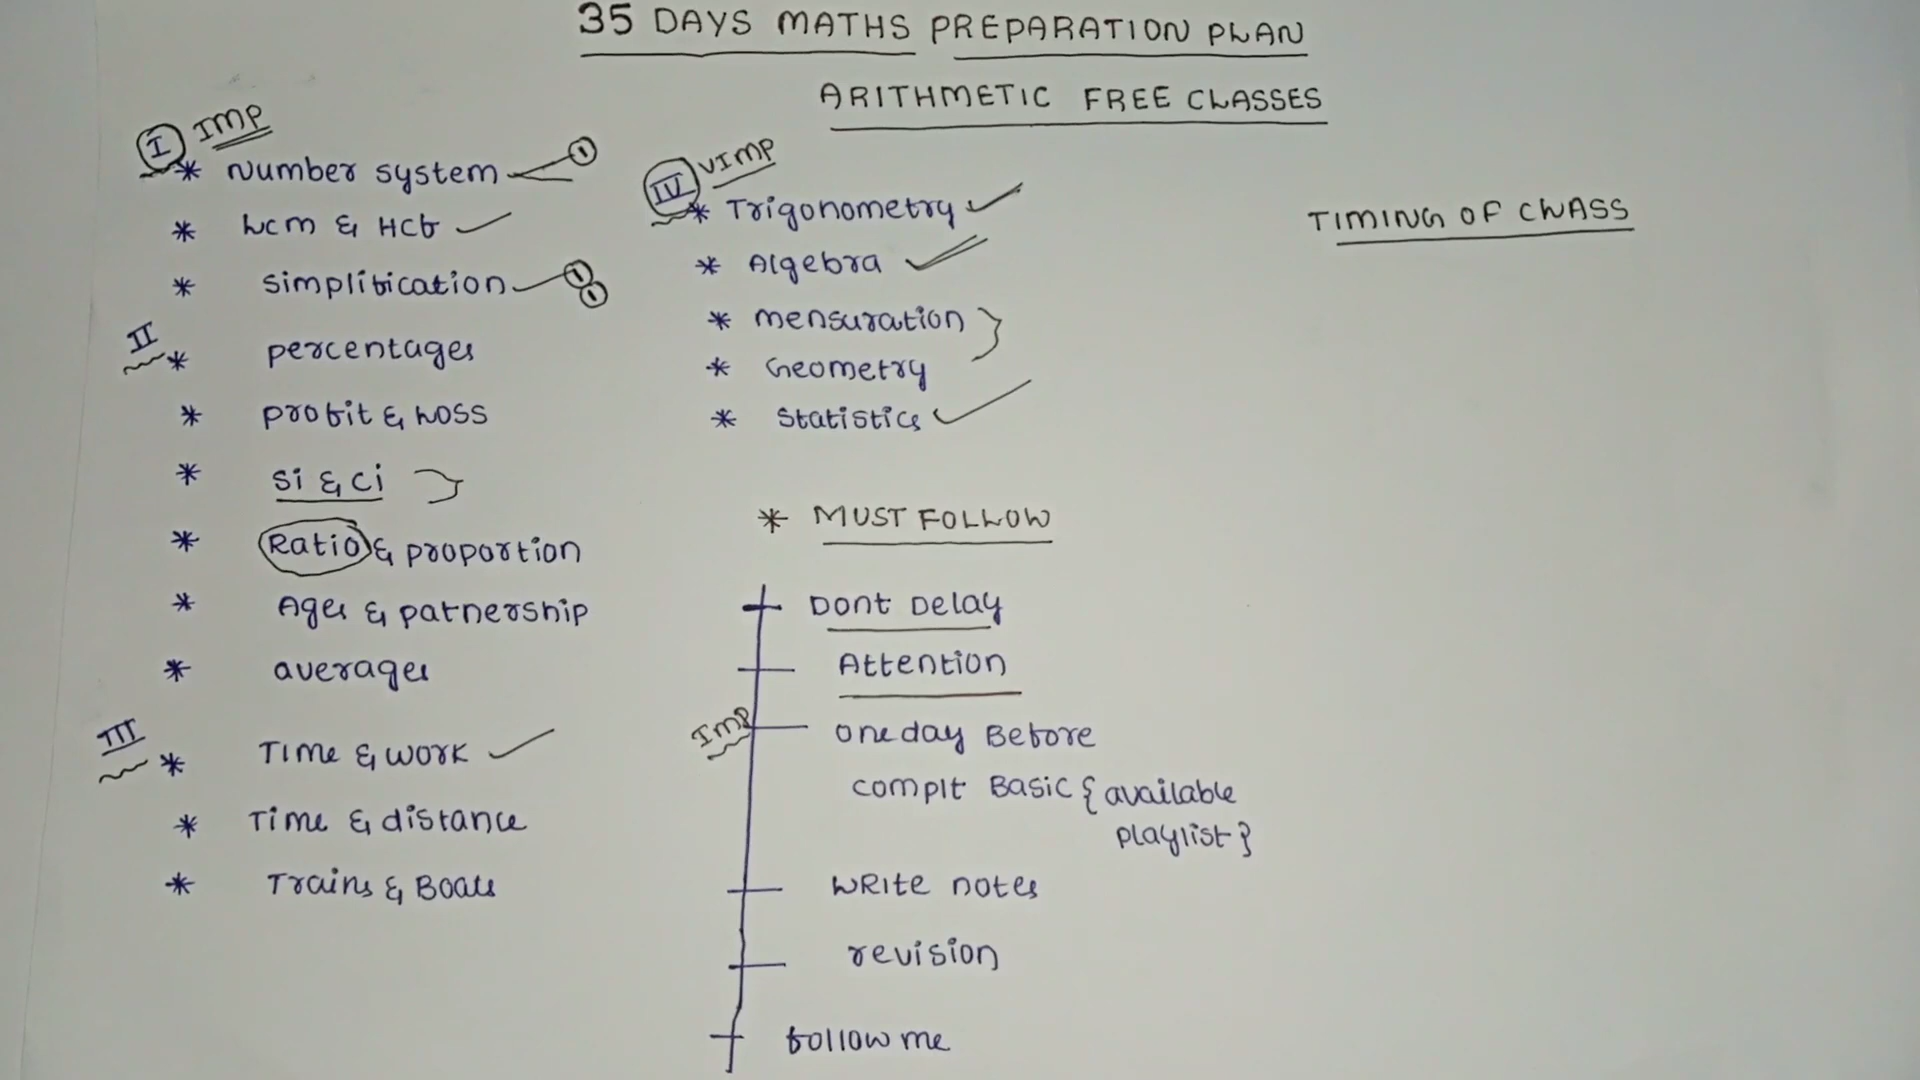 35 DAYS MATHS PREPARATION PLAN
ARITHMETIC FREE CLASSES
I IMP
* Number system 1
* Lcm & Hcf
* simplification 1 1
II
* percentages
* profit & Loss
* Si & Ci
* Ratio & proportion
* Ages & patnership
* averages
III
* Time & work
* Time & distance
* Trains & Boats
IV VIMP
* Trigonometry
* Algebra
* mensuration
* Geometry
* Statistics
* MUST FOLLOW
Dont Delay
Attention
Imp
one day Before
complt Basic { available
playlist }
write notes
revision
follow me
TIMING OF CLASS